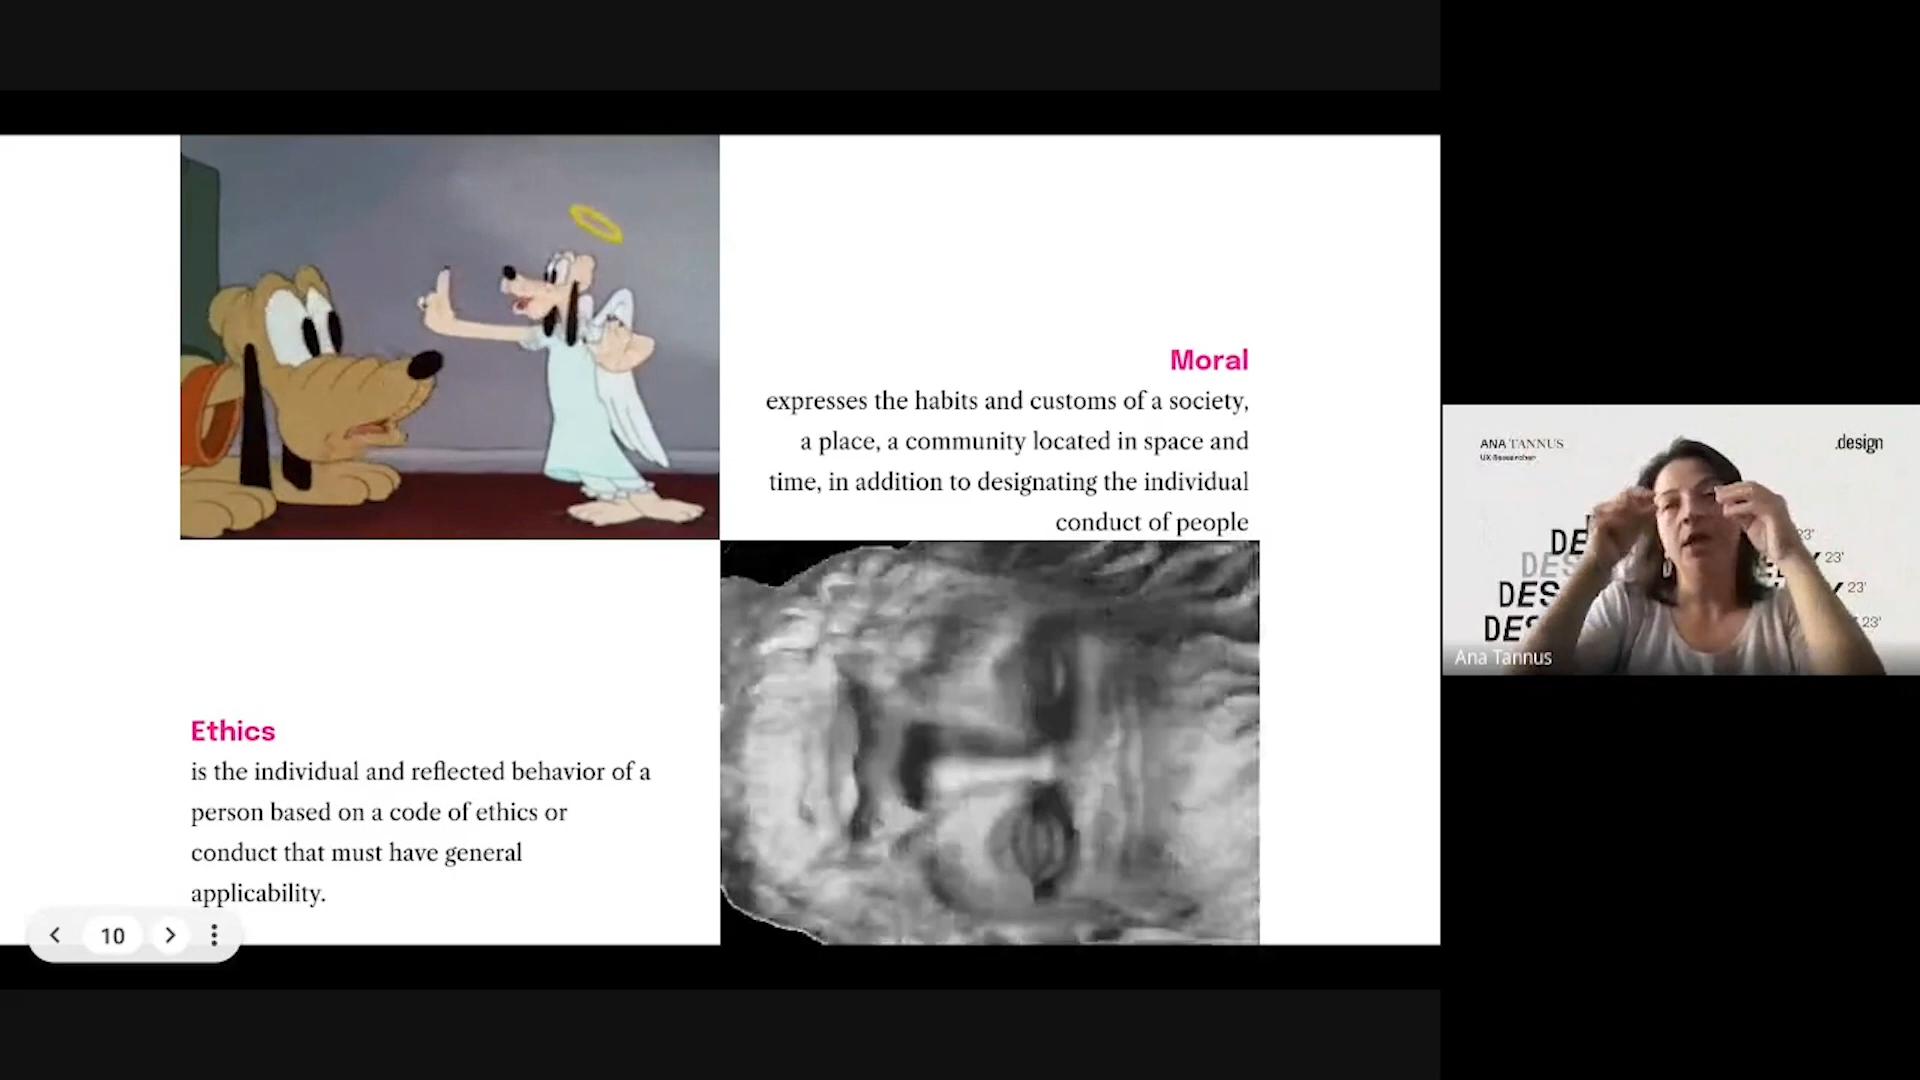 Moral
expresses the habits and customs of a society,
a place, a community located in space and
time, in addition to designating the individual
conduct of people
Ethics
is the individual and reflected behavior of a
person based on a code of ethics or
conduct that must have general
applicability.
10
ANA TANNUS
UX Researcher
.design
DE
23'
DES
23'
DES
23'
DES
23'
Ana Tannus